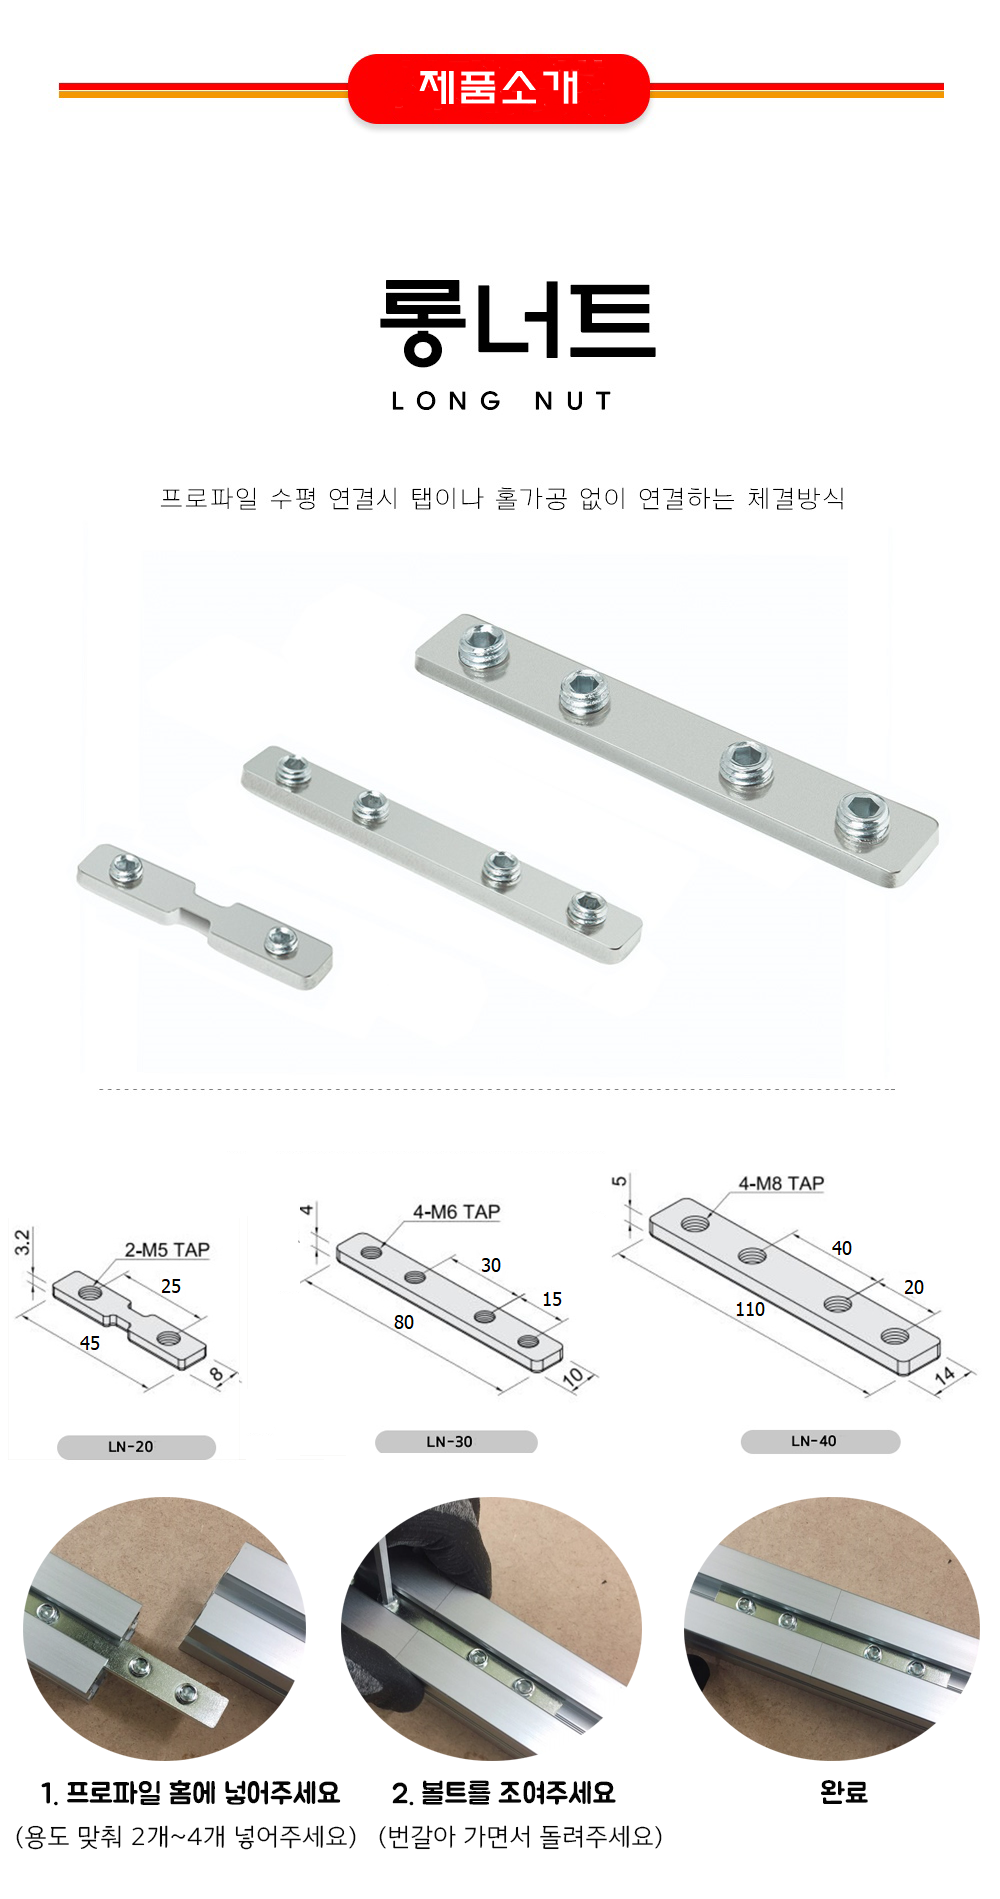 제품소개
롱너트
LONG NUT
프로파일 수평 연결시 탭이나 홀가공 없이 연결하는 체결방식
3.2
2-M5 TAP
25
45
8
LN-20
4
4-M6 TAP
30
15
80
10
LN-30
5
4-M8 TAP
40
20
110
14
LN-40
1. 프로파일 홈에 넣어주세요
(용도 맞춰 2개~4개 넣어주세요)
2. 볼트를 조여주세요
(번갈아 가면서 돌려주세요)
완료